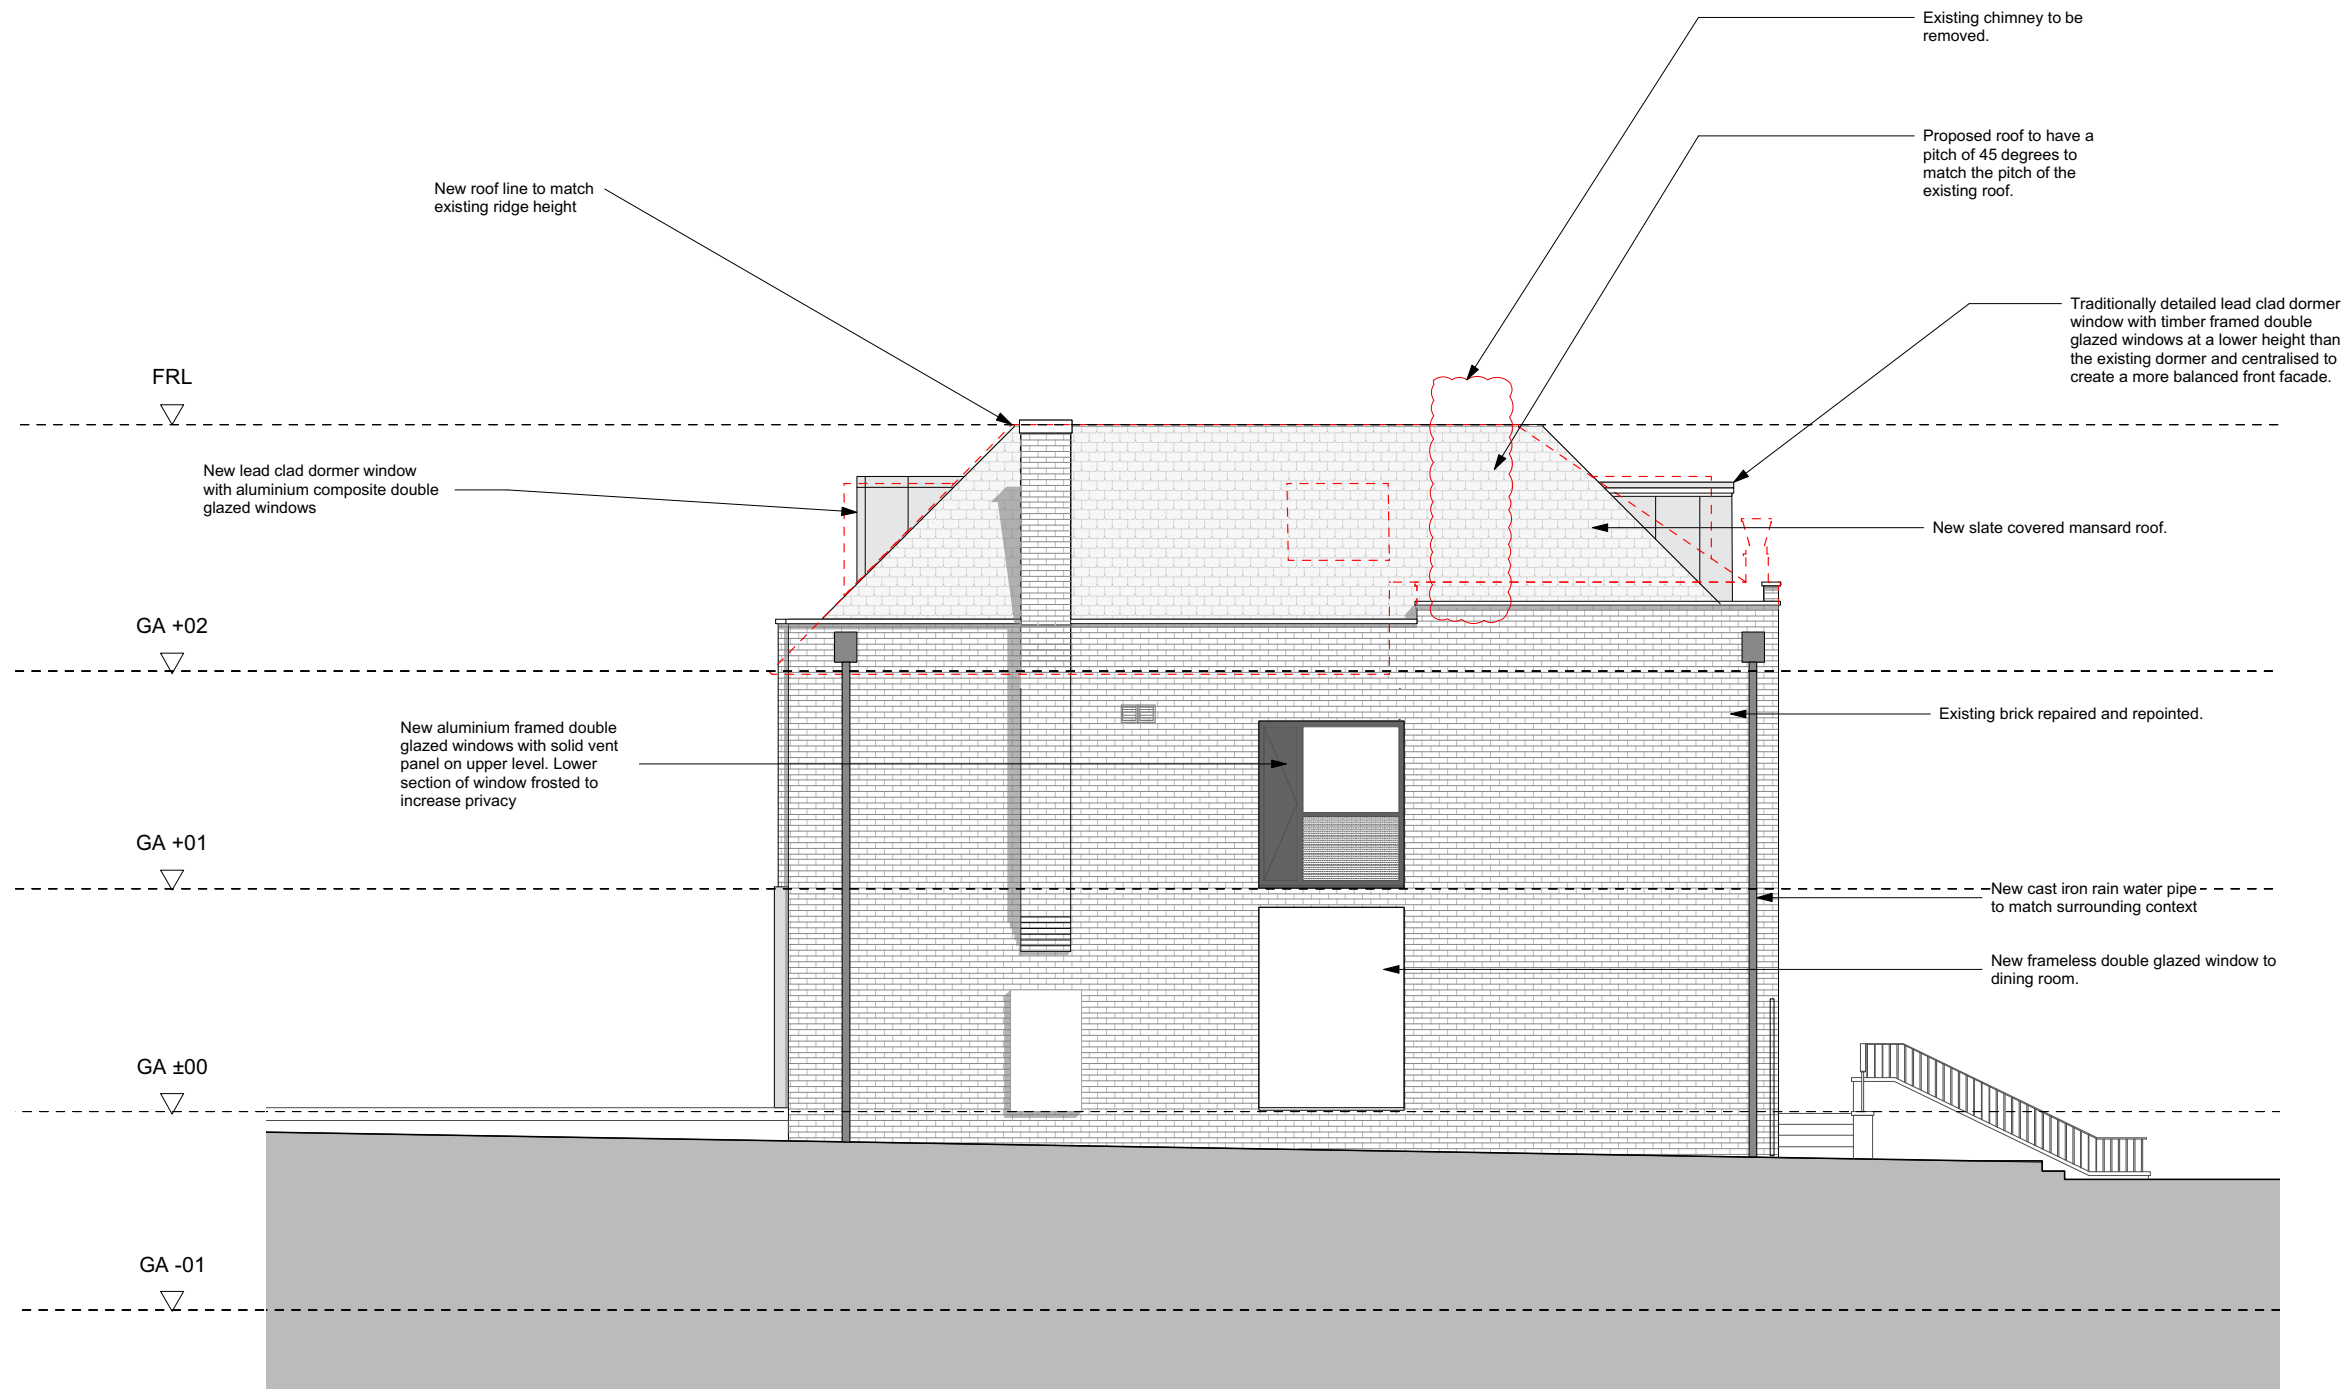 Existing chimney to be
removed.
Proposed roof to have a
pitch of 45 degrees to
match the pitch of the
existing roof.
New roof line to match
existing ridge height
Traditionally detailed lead clad dormer
window with timber framed double
glazed windows at a lower height than
the existing dormer and centralised to
create a more balanced front facade.
FRL
New lead clad dormer window
with aluminium composite double
glazed windows
New slate covered mansard roof.
GA +02
New aluminium framed double
glazed windows with solid vent
panel on upper level. Lower
section of window frosted to
increase privacy
Existing brick repaired and repointed.
GA +01
New cast iron rain water pipe
to match surrounding context
New frameless double glazed window to
dining room.
GA ±00
GA -01